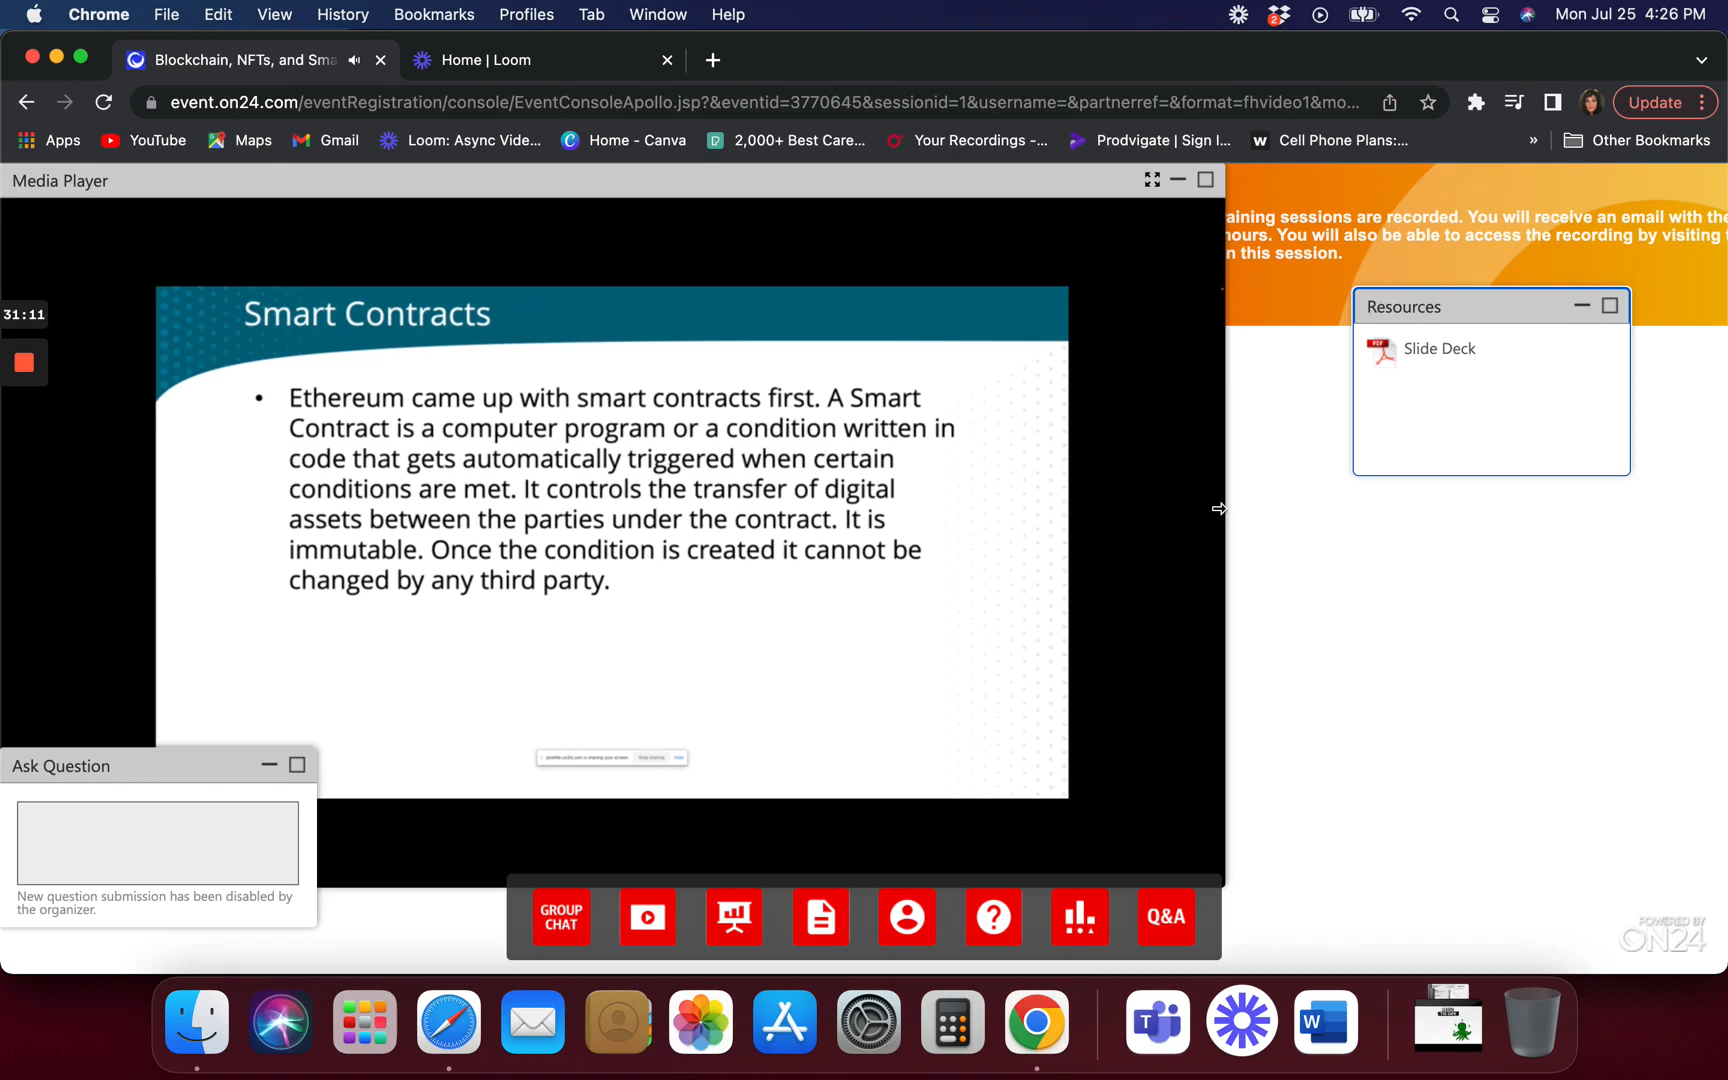 Chrome File Edit View History Bookmarks Profiles Tab Window Help 2 Mon Jul 25 4:26 PM
Blockchain, NFTs, and Sma
Home | Loom
event.on24.com/eventRegistration/console/EventConsoleApollo.jsp?&eventid=3770645&sessionid=1&username=&partnerref=&format=fhvideo1&mo... Update
Apps YouTube Maps Gmail Loom: Async Vide... Home - Canva 2,000+ Best Care... Your Recordings -... Prodvigate | Sign I... Cell Phone Plans:... » Other Bookmarks
Media Player
aining sessions are recorded. You will receive an email with the
hours. You will also be able to access the recording by visiting
n this session.
Resources
Slide Deck
31:11
Smart Contracts
• Ethereum came up with smart contracts first. A Smart
Contract is a computer program or a condition written in
code that gets automatically triggered when certain
conditions are met. It controls the transfer of digital
assets between the parties under the contract. It is
immutable. Once the condition is created it cannot be
changed by any third party.
is sharing your screen. Stop sharing Hide
Ask Question
New question submission has been disabled by
the organizer.
GROUP
CHAT
Q&A
POWERED BY
ON24